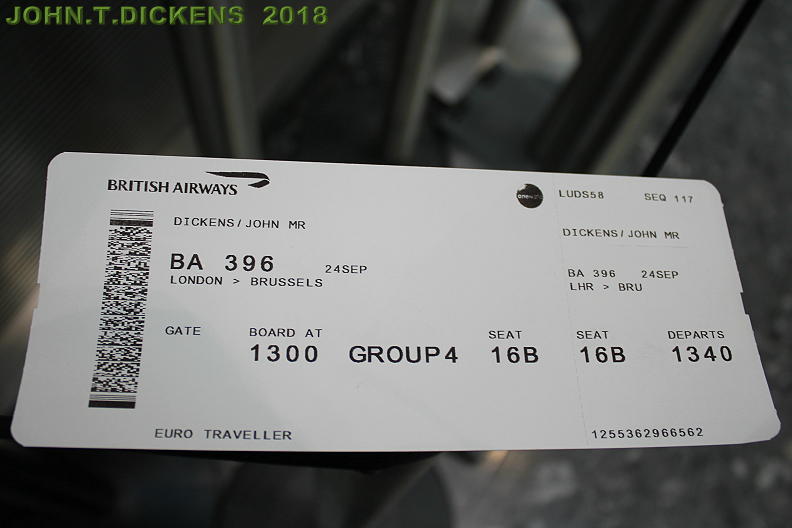 JOHN.T.DICKENS 2018
BRITISH AIRWAYS
oneworld
LUDS58 SEQ 117
DICKENS/JOHN MR
DICKENS/JOHN MR
BA 396 24SEP
LONDON > BRUSSELS
BA 396 24SEP
LHR > BRU
GATE BOARD AT SEAT SEAT DEPARTS
1300 GROUP4 16B 16B 1340
EURO TRAVELLER
1255362966562